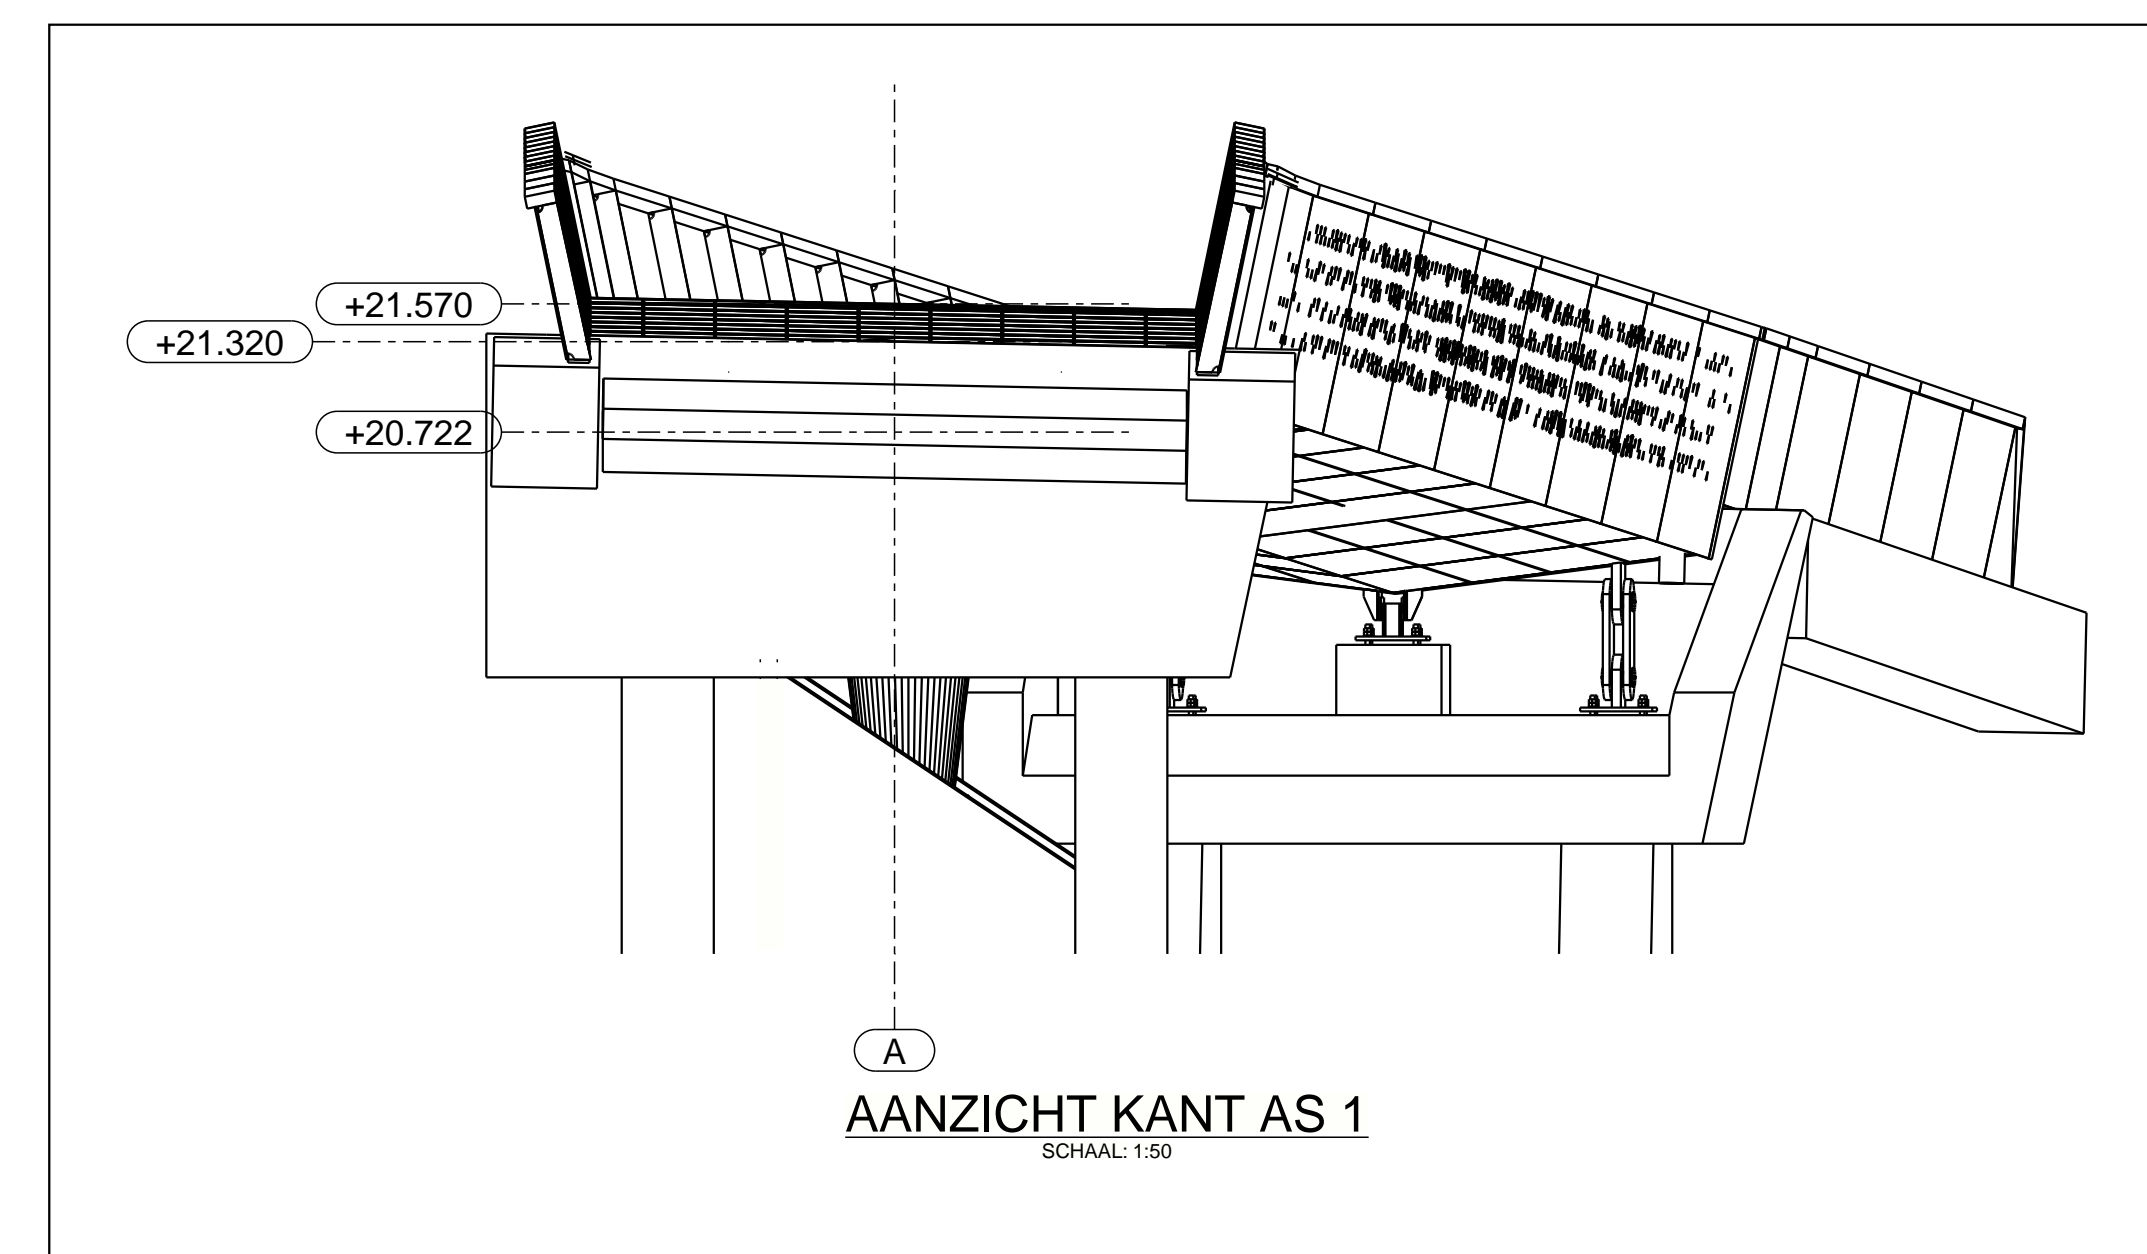 +21.570
+21.320
+20.722
A
AANZICHT KANT AS 1
SCHAAL: 1:50